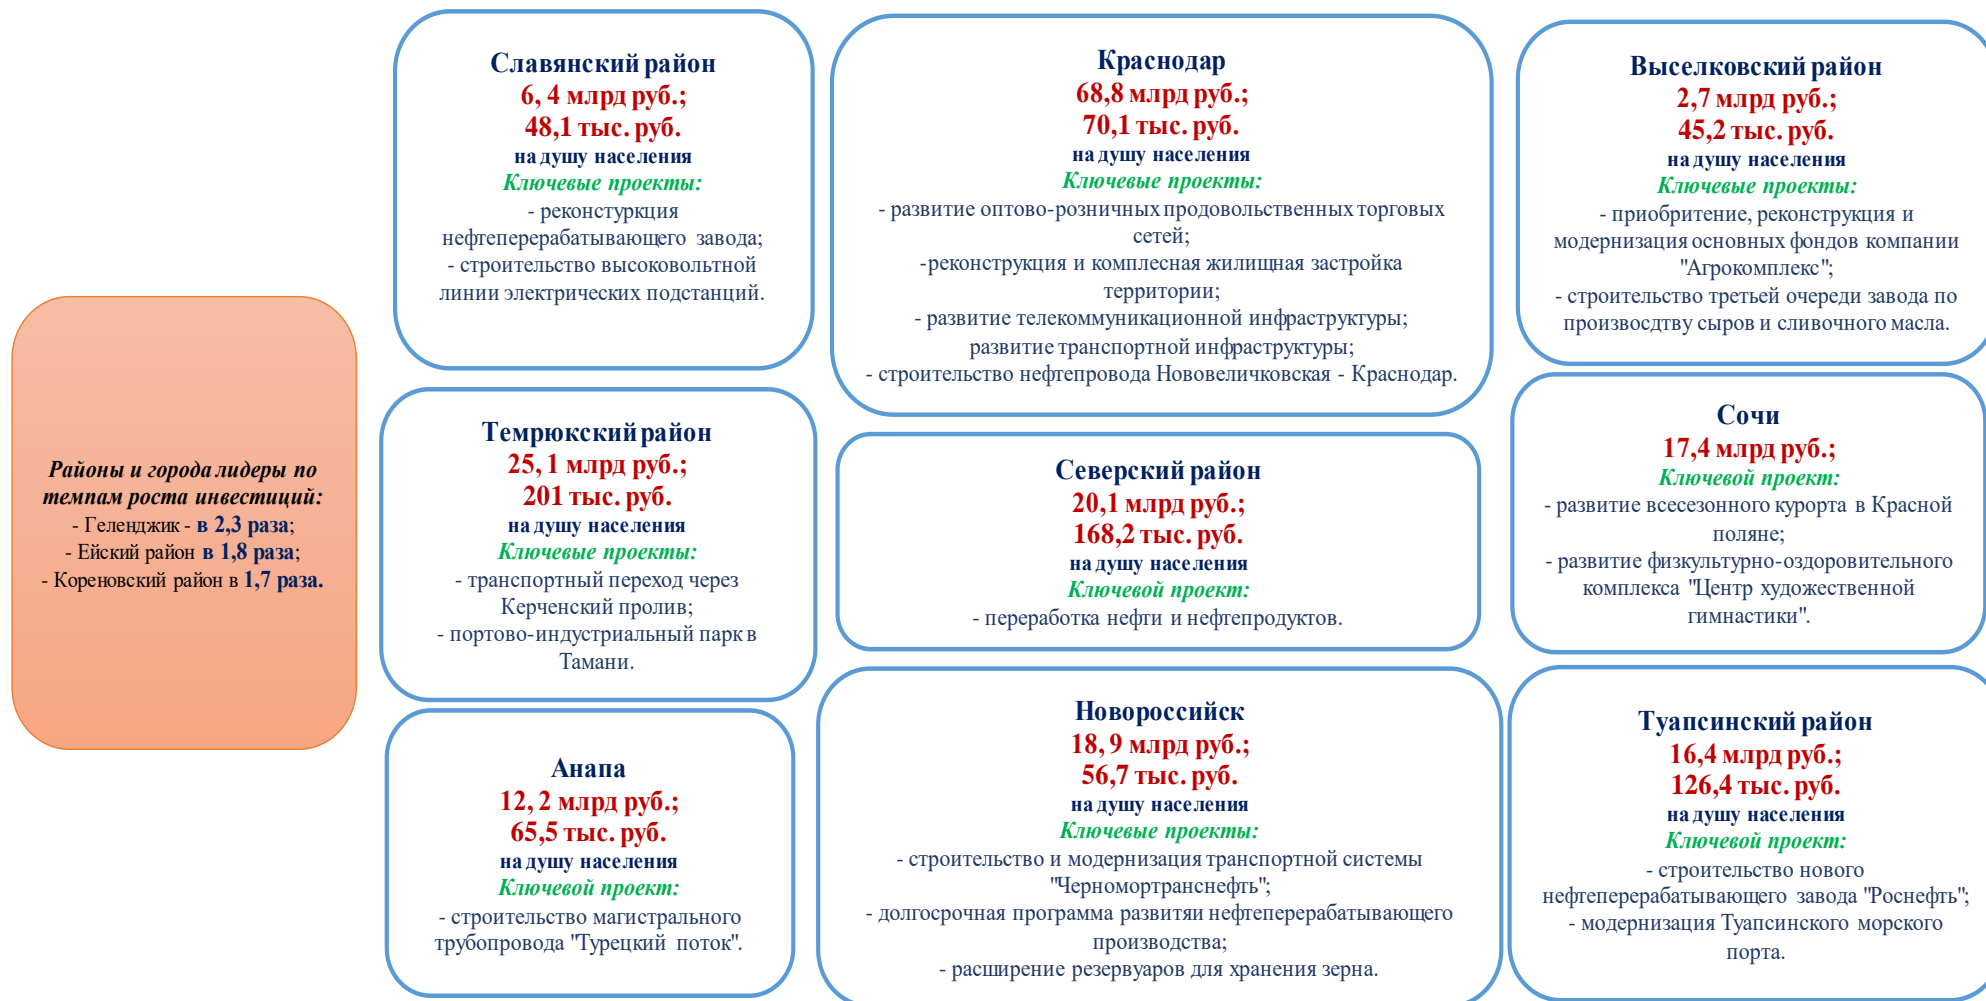 Районы и города лидеры по
темпам роста инвестиций:
- Геленджик - в 2,3 раза;
- Ейский район в 1,8 раза;
- Кореновский район в 1,7 раза.
Славянский район
6, 4 млрд руб.;
48,1 тыс. руб.
на душу населения
Ключевые проекты:
- реконстуркция
нефтеперерабатывающего завода;
- строительство высоковольтной
линии электрических подстанций.
Краснодар
68,8 млрд руб.;
70,1 тыс. руб.
на душу населения
Ключевые проекты:
- развитие оптово-розничных продовольственных торговых
сетей;
-реконструкция и комплесная жилищная застройка
территории;
- развитие телекоммуникационной инфраструктуры;
развитие транспортной инфраструктуры;
- строительство нефтепровода Нововеличковская - Краснодар.
Выселковский район
2,7 млрд руб.;
45,2 тыс. руб.
на душу населения
Ключевые проекты:
- приобритение, реконструкция и
модернизация основных фондов компании
"Агрокомплекс";
- строительство третьей очереди завода по
произвосдтву сыров и сливочного масла.
Темрюкский район
25, 1 млрд руб.;
201 тыс. руб.
на душу населения
Ключевые проекты:
- транспортный переход через
Керченский пролив;
- портово-индустриальный парк в
Тамани.
Северский район
20,1 млрд руб.;
168,2 тыс. руб.
на душу населения
Ключевой проект:
- переработка нефти и нефтепродуктов.
Сочи
17,4 млрд руб.;
Ключевой проект:
- развитие всесезонного курорта в Красной
поляне;
- развитие физкультурно-оздоровительного
комплекса "Центр художественной
гимнастики".
Анапа
12, 2 млрд руб.;
65,5 тыс. руб.
на душу населения
Ключевой проект:
- строительство магистрального
трубопровода "Турецкий поток".
Новороссийск
18, 9 млрд руб.;
56,7 тыс. руб.
на душу населения
Ключевые проекты:
- строительство и модернизация транспортной системы
"Черномортранснефть";
- долгосрочная программа развитяи нефтеперерабатывающего
производства;
- расширение резервуаров для хранения зерна.
Туапсинский район
16,4 млрд руб.;
126,4 тыс. руб.
на душу населения
Ключевой проект:
- строительство нового
нефтеперерабатывающего завода "Роснефть";
- модернизация Туапсинского морского
порта.